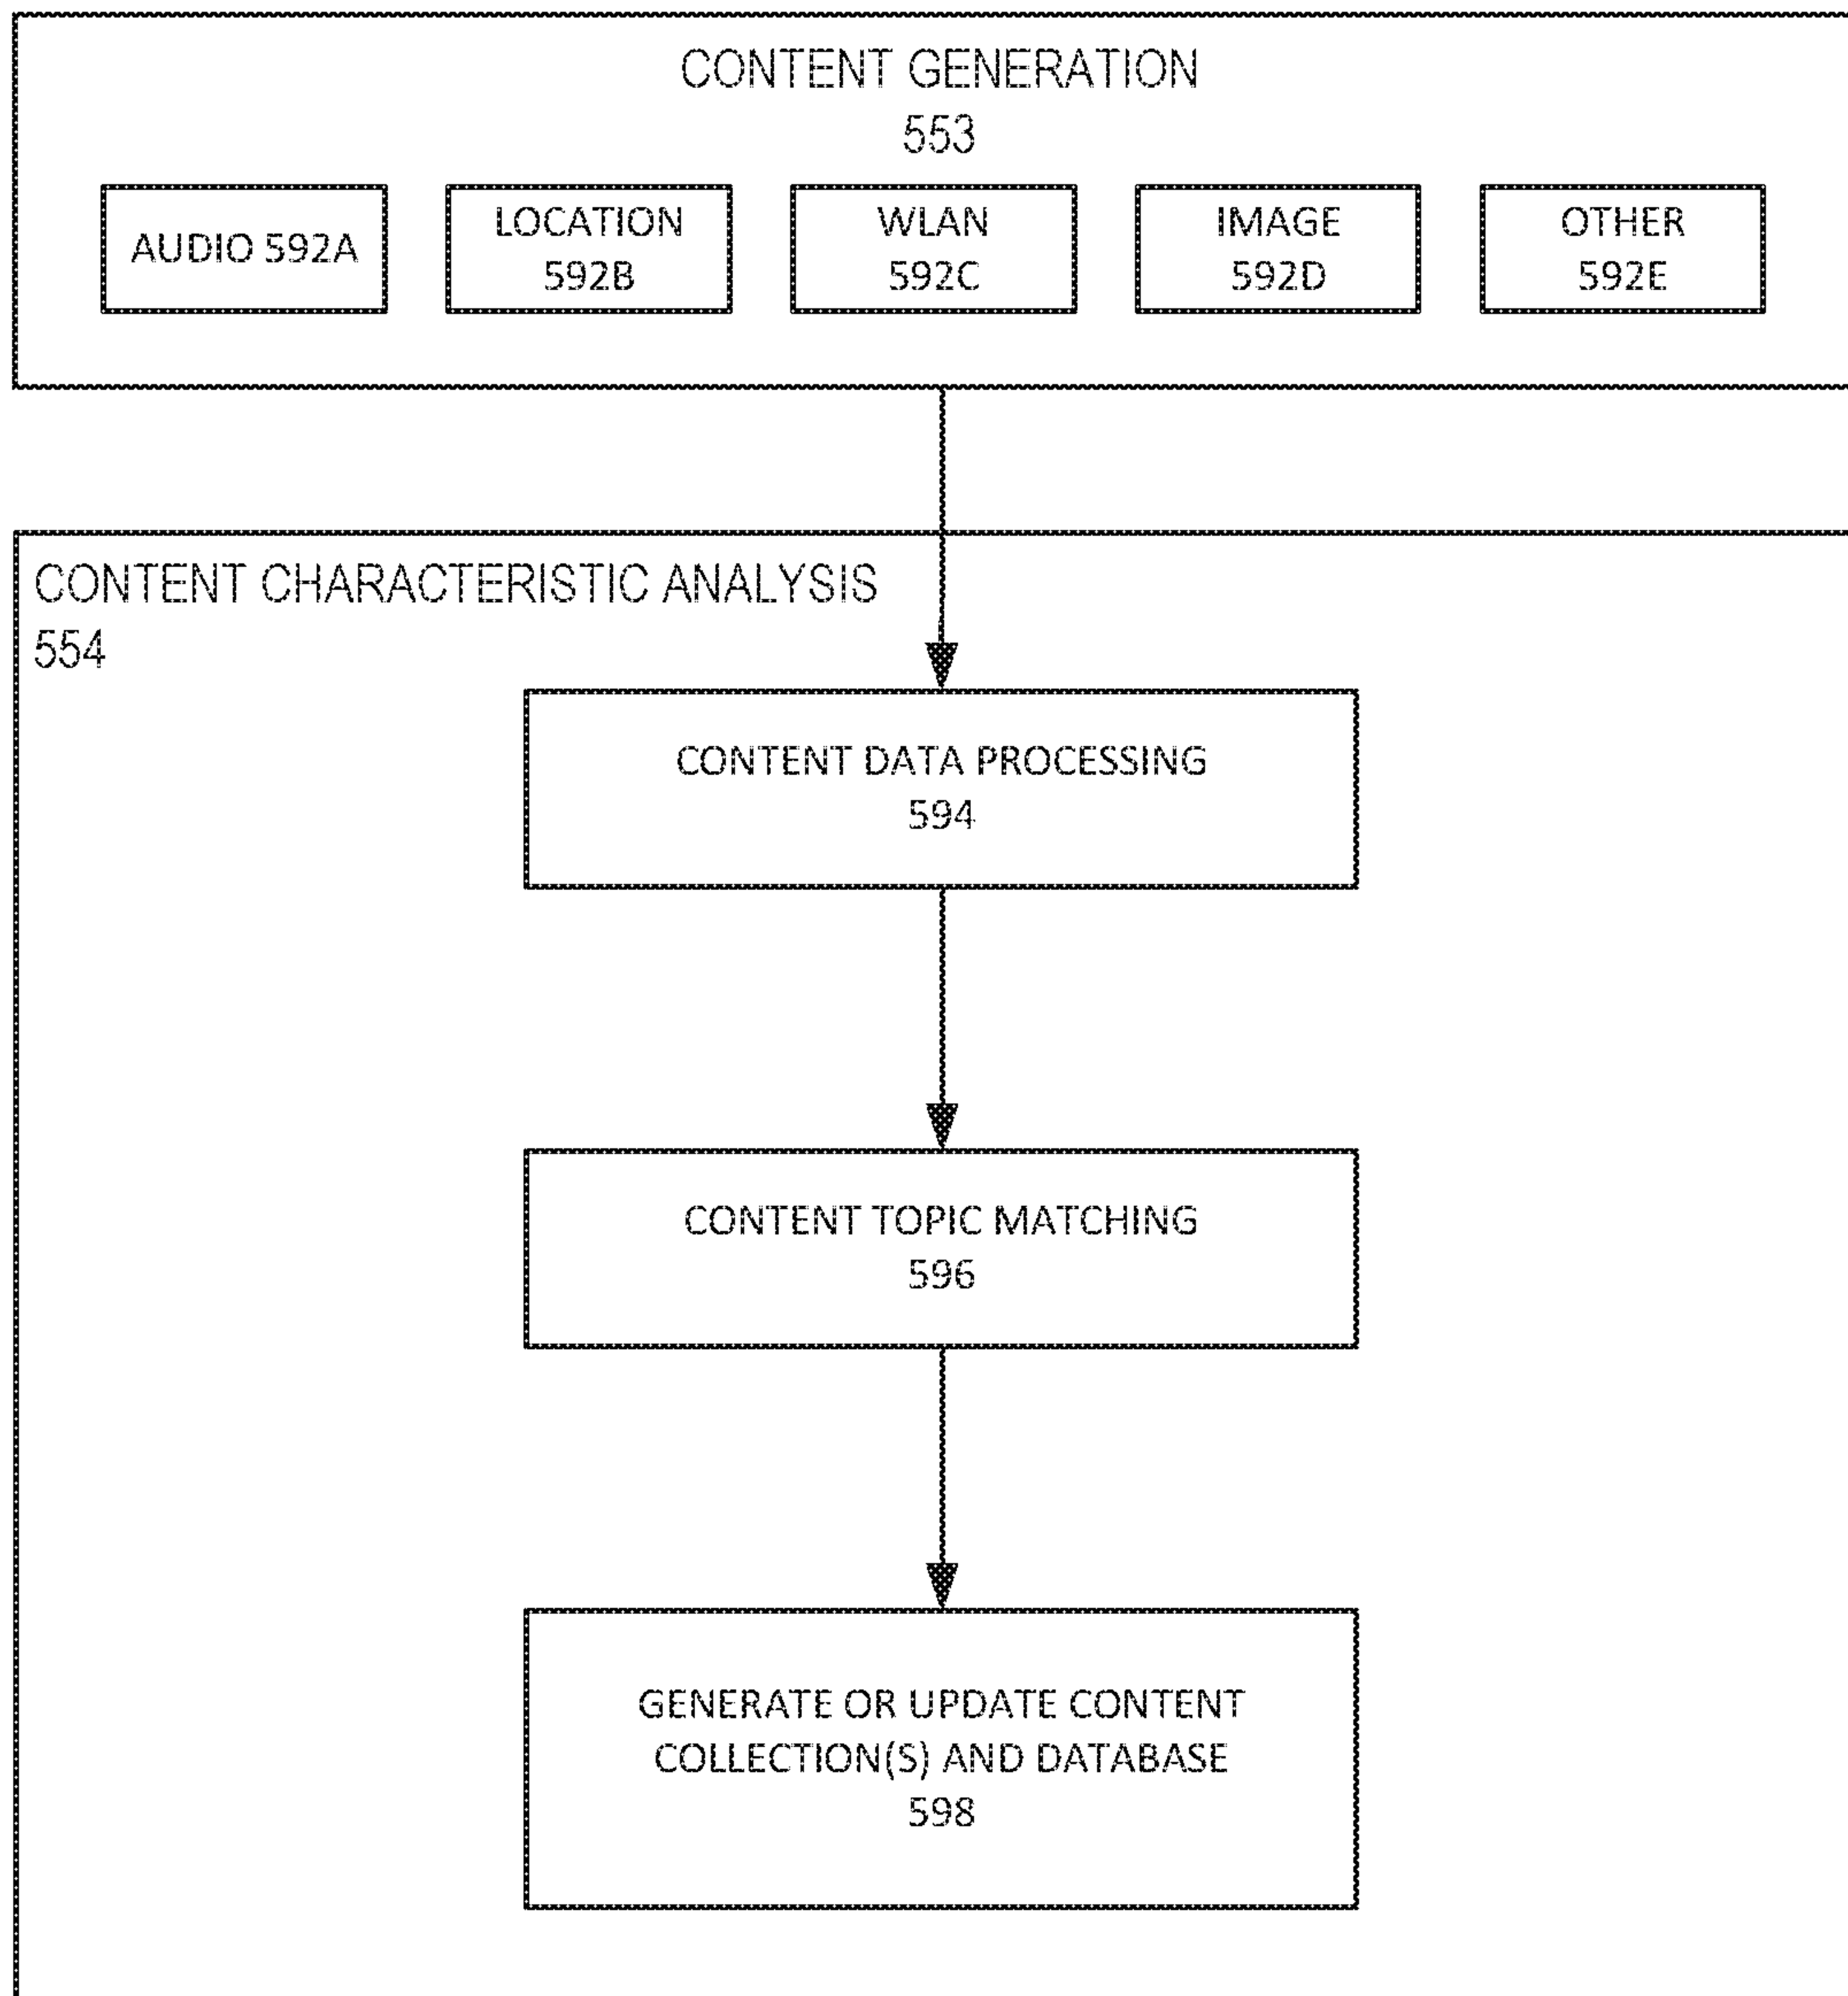 CONTENT GENERATION
553
AUDIO 592A
LOCATION
592B
WLAN
592C
IMAGE
592D
OTHER
592E
CONTENT CHARACTERISTIC ANALYSIS
554
CONTENT DATA PROCESSING
594
CONTENT TOPIC MATCHING
596
GENERATE OR UPDATE CONTENT
COLLECTION(S) AND DATABASE
598